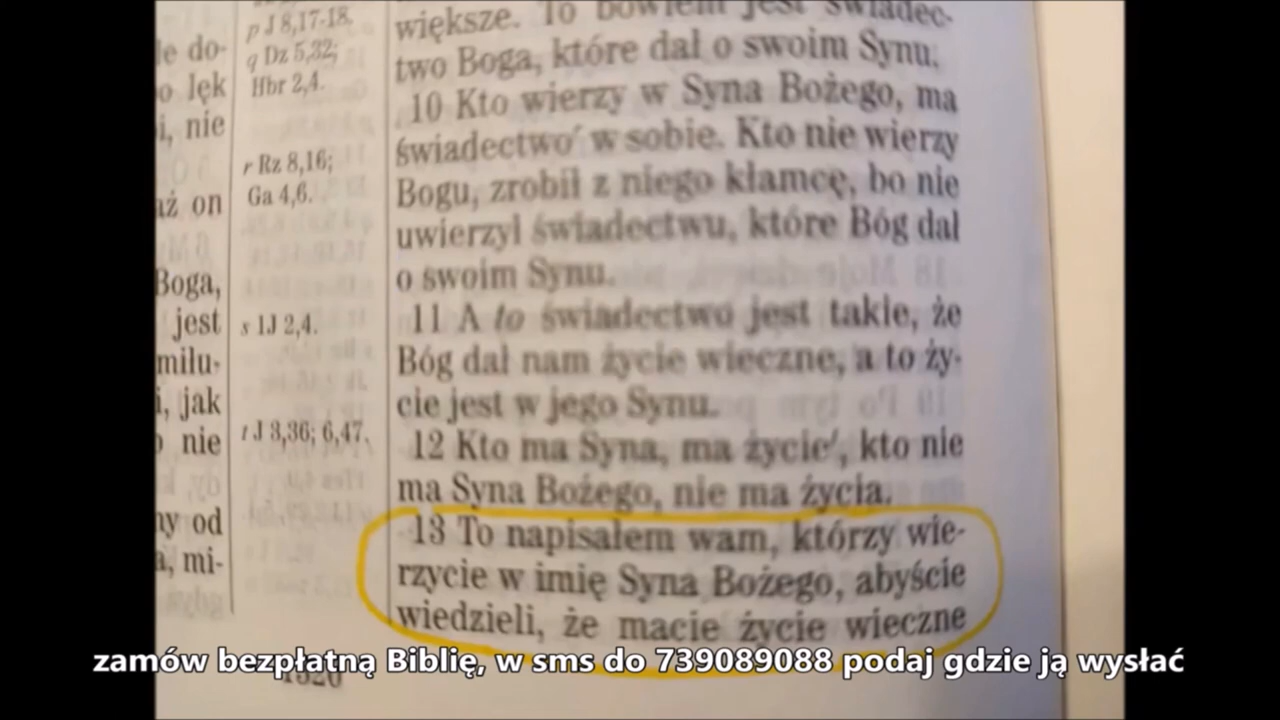 le do-
o lęk
i, nie
aż on
Boga,
jest
miłu-
i, jak
o nie
ny od
a, mi-
p J 8,17-18.
q Dz 5,32;
Hbr 2,4.
r Rz 8,16;
Ga 4,6.
s 1J 2,4.
t J 3,36; 6,47.
większe. To bowiem jest świadec-
two Boga, które dał o swoim Synu.
10 Kto wierzy w Syna Bożego, ma
świadectwoʳ w sobie. Kto nie wierzy
Bogu, zrobił z niego kłamcę, bo nie
uwierzył świadectwu, które Bóg dał
o swoim Synu.
11 A to świadectwo jest takie, że
Bóg dał nam życie wieczne, a to ży-
cie jest w jego Synu.
12 Kto ma Syna, ma życieᵗ, kto nie
ma Syna Bożego, nie ma życia.
13 To napisałem wam, którzy wie-
rzycie w imię Syna Bożego, abyście
wiedzieli, że macie życie wieczne
zamów bezpłatną Biblię, w sms do 739089088 podaj gdzie ją wysłać